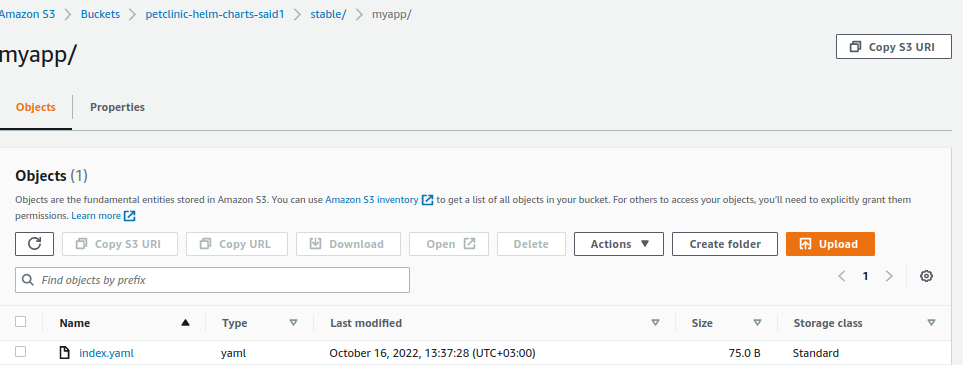 Amazon S3 > Buckets > petclinic-helm-charts-said1 > stable/ > myapp/
myapp/
Copy S3 URI
Objects Properties
Objects (1)
Objects are the fundamental entities stored in Amazon S3. You can use Amazon S3 inventory to get a list of all objects in your bucket. For others to access your objects, you'll need to explicitly grant them
permissions. Learn more
Copy S3 URI Copy URL Download Open Delete Actions Create folder Upload
Find objects by prefix
1
Name Type Last modified Size Storage class
index.yaml yaml October 16, 2022, 13:37:28 (UTC+03:00) 75.0 B Standard